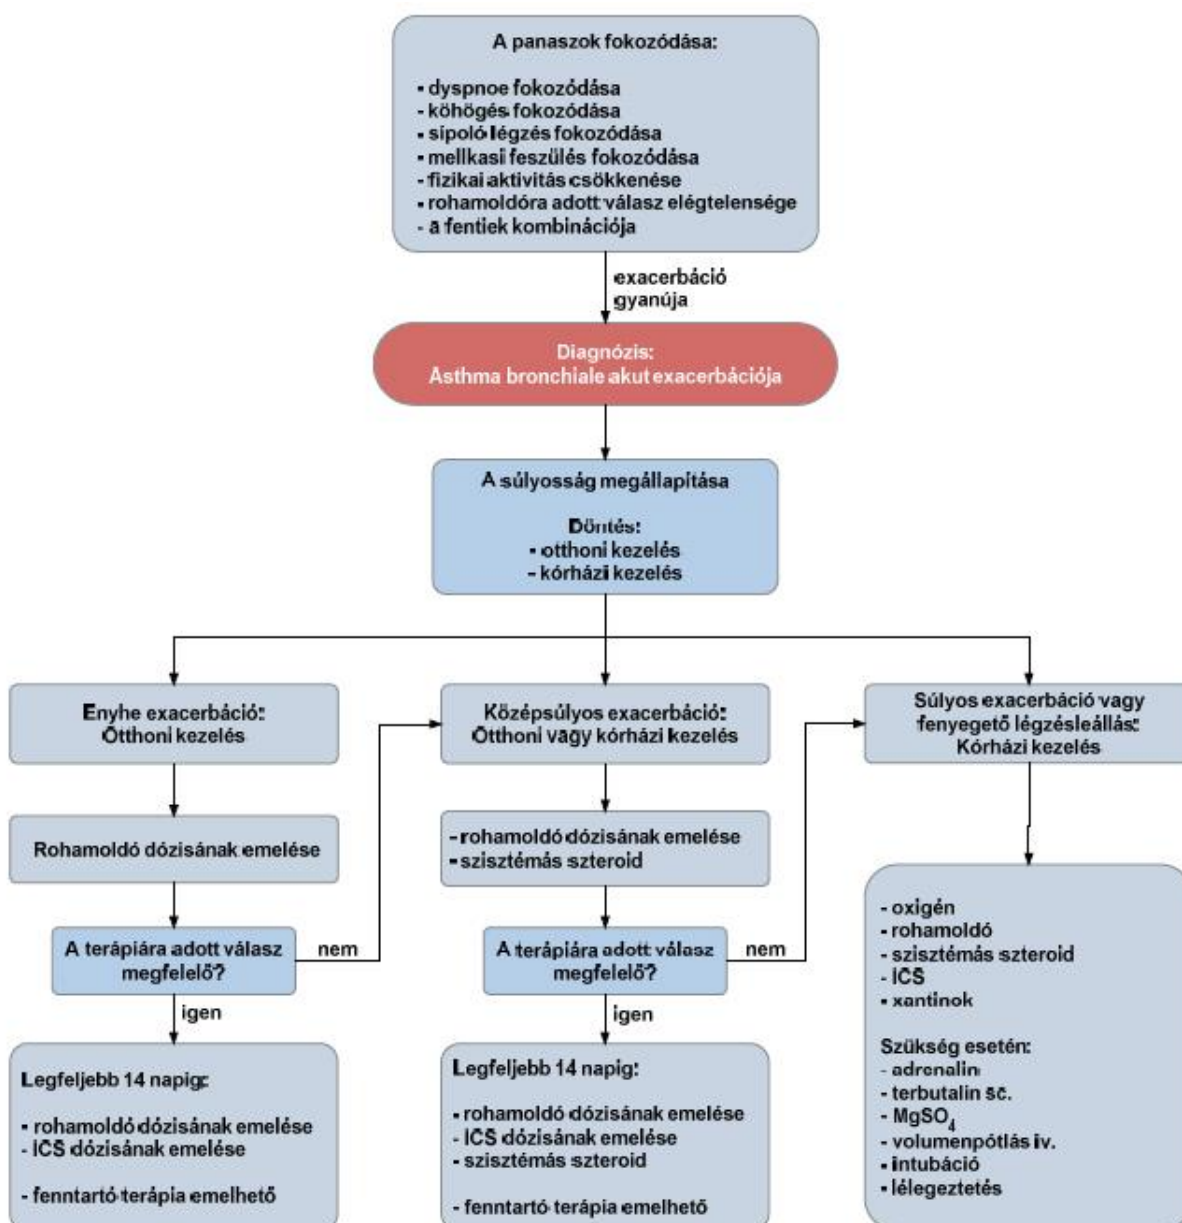 A panaszok fokozódása:
- dyspnoe fokozódása
- köhögés fokozódása
- sípoló légzés fokozódása
- mellkasi feszülés fokozódása
- fizikai aktivitás csökkenése
- rohamoldóra adott válasz elégtelensége
- a fentiek kombinációja
exacerbáció
gyanúja
Diagnózis:
Asthma bronchiale akut exacerbációja
A súlyosság megállapítása
Döntés:
- otthoni kezelés
- kórházi kezelés
Enyhe exacerbáció:
Otthoni kezelés
Középsúlyos exacerbáció:
Otthoni vagy kórházi kezelés
Súlyos exacerbáció vagy
fenyegető légzésleállás:
Kórházi kezelés
Rohamoldó dózisának emelése
- rohamoldó dózisának emelése
- szisztémás szteroid
A terápiára adott válasz
megfelelő?
nem
igen
A terápiára adott válasz
megfelelő?
nem
igen
Legfeljebb 14 napig:
- rohamoldó dózisának emelése
- ICS dózisának emelése
- fenntartó terápia emelhető
Legfeljebb 14 napig:
- rohamoldó dózisának emelése
- ICS dózisának emelése
- szisztémás szteroid
- fenntartó terápia emelhető
- oxigén
- rohamoldó
- szisztémás szteroid
- ICS
- xantinok
Szükség esetén:
- adrenalin
- terbutalin sc.
- MgSO₄
- volumenpótlás iv.
- intubáció
- lélegeztetés